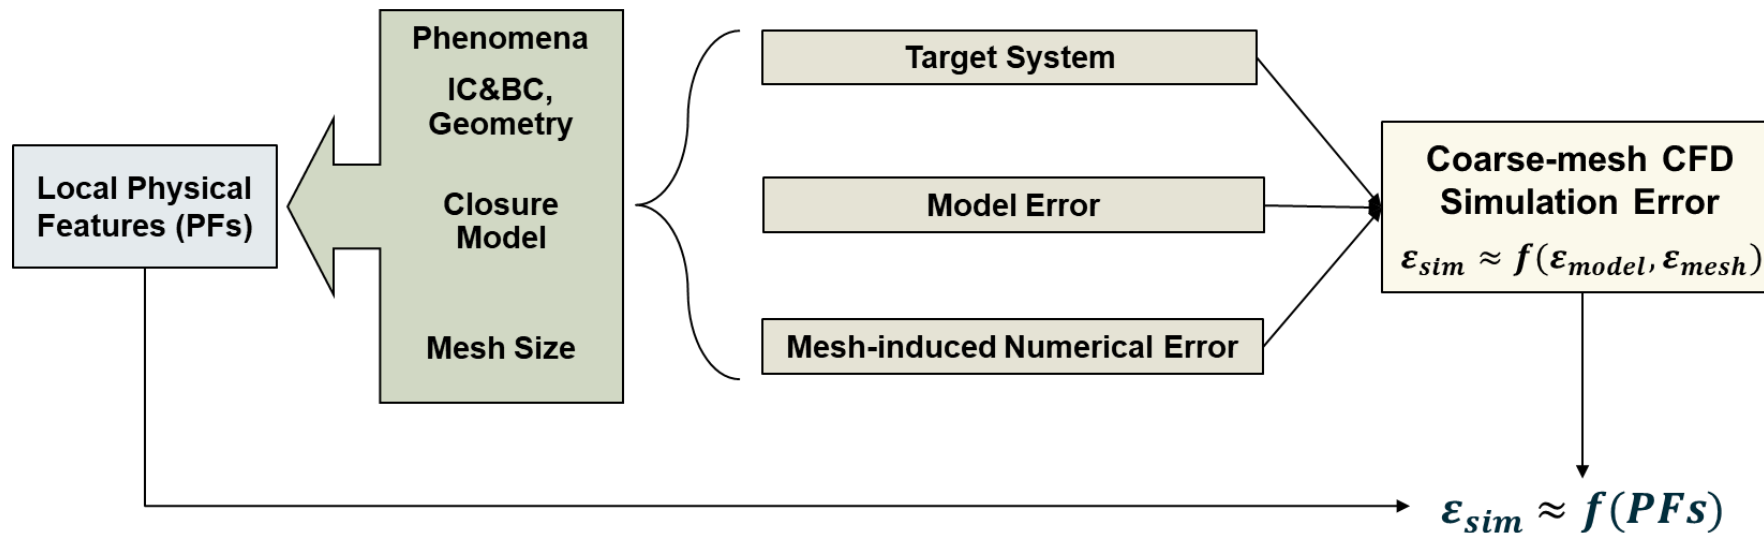 Local Physical
Features (PFs)
Phenomena
IC&BC,
Geometry
Closure
Model
Mesh Size
Target System
Model Error
Mesh-induced Numerical Error
Coarse-mesh CFD
Simulation Error
εsim ≈ f(εmodel, εmesh)
εsim ≈ f(PFs)